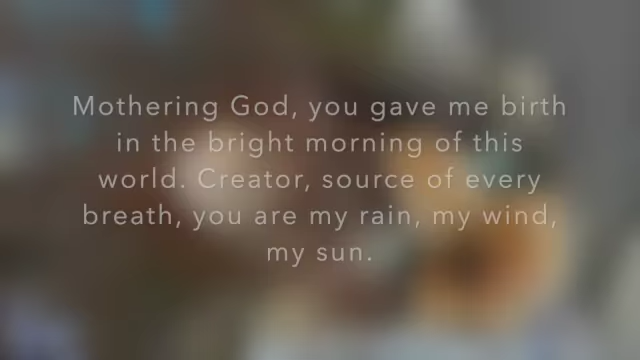 Mothering God, you gave me birth
in the bright morning of this
world. Creator, source of every
breath, you are my rain, my wind,
my sun.